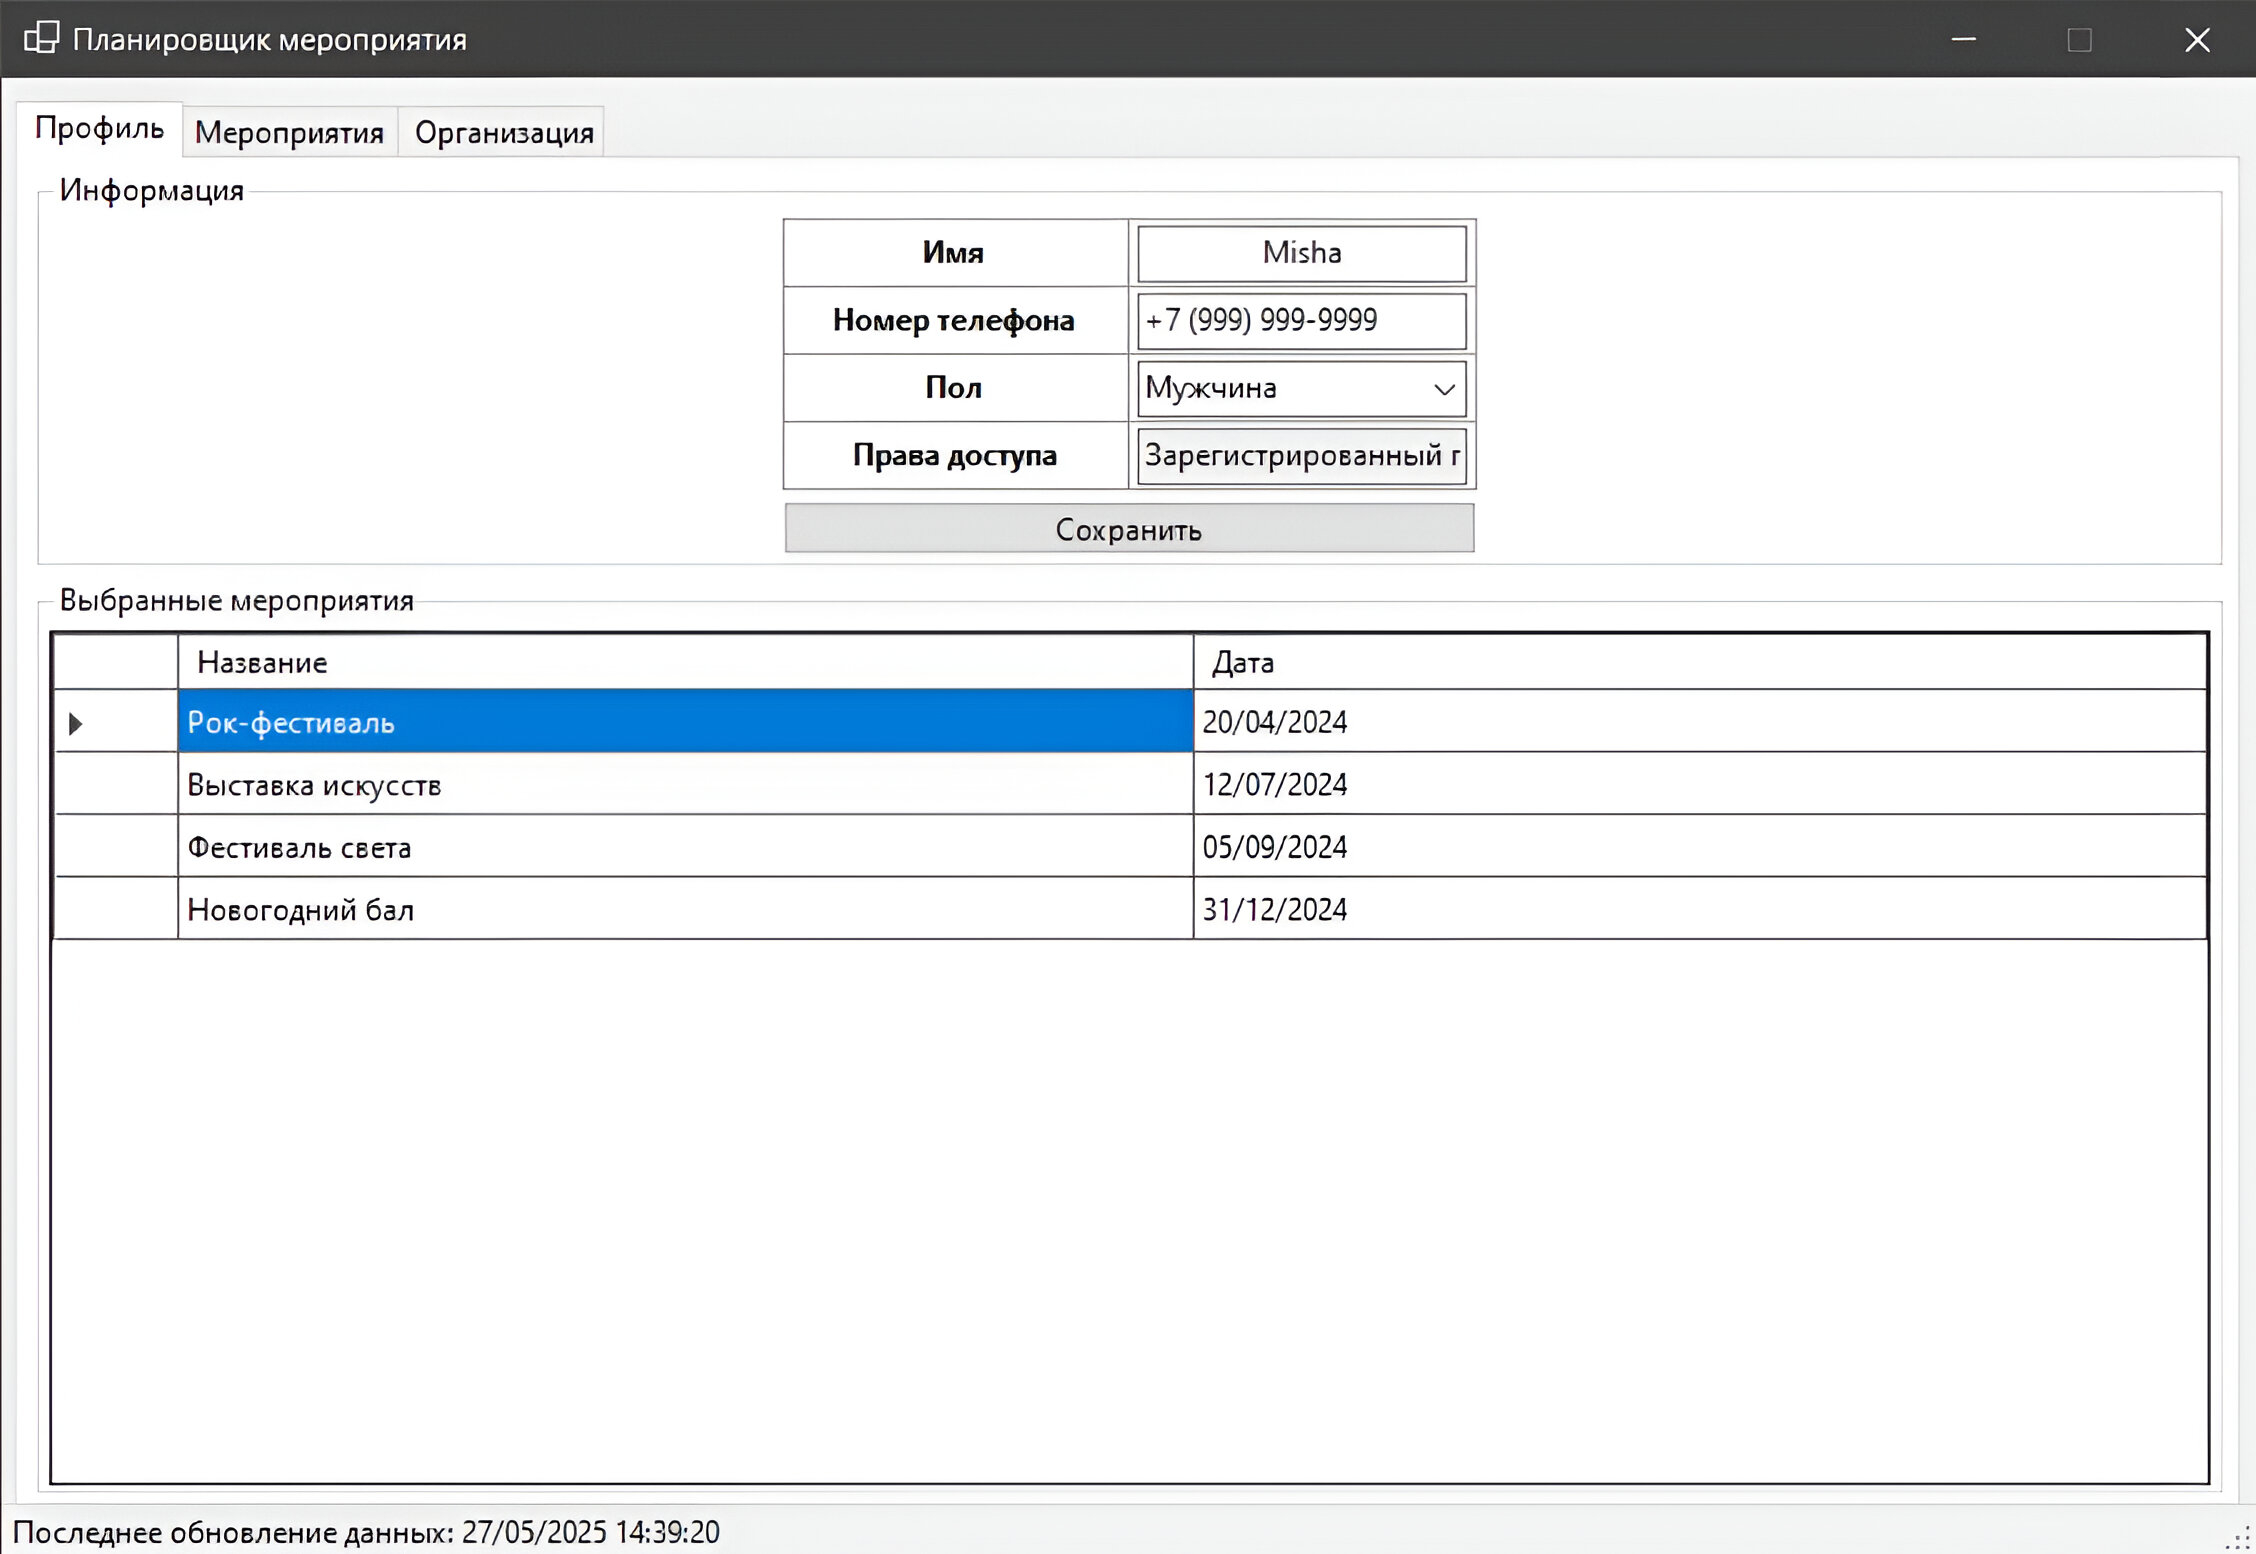 Планировщик мероприятия
Профиль Мероприятия Организация
Информация
Имя Misha
Номер телефона +7 (999) 999-9999
Пол Мужчина
Права доступа Зарегистрированный
Сохранить
Выбранные мероприятия
Название Дата
Рок-фестиваль 20/04/2024
Выставка искусств 12/07/2024
Фестиваль света 05/09/2024
Новогодний бал 31/12/2024
Последнее обновление данных: 27/05/2025 14:39:20